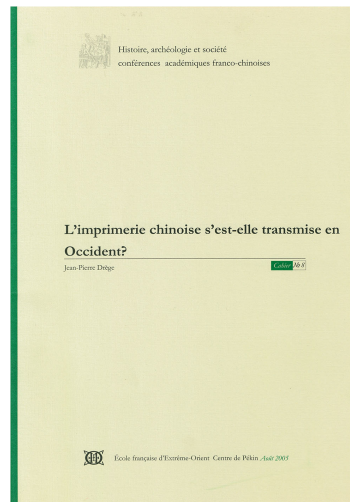 Histoire, archéologie et société
conférences académiques franco-chinoises
L'imprimerie chinoise s'est-elle transmise en
Occident?
Jean-Pierre Drège
Cahier № 8
École française d'Extrême-Orient Centre de Pékin Août 2005